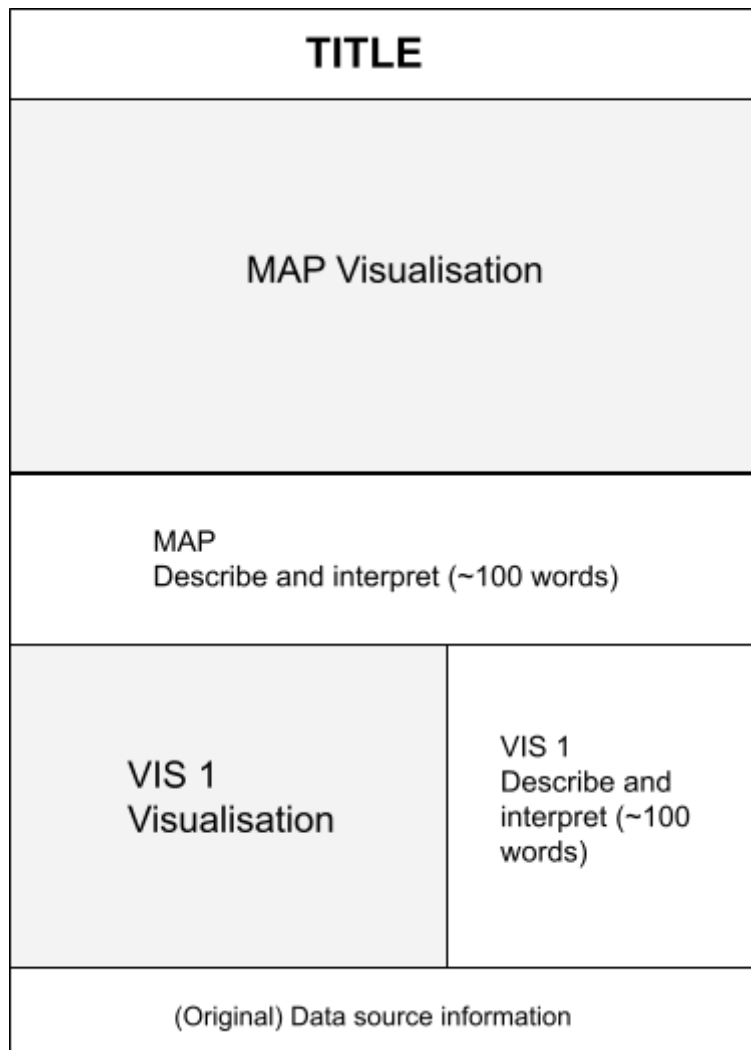 TITLE
MAP Visualisation
MAP
Describe and interpret (~100 words)
VIS 1
Visualisation
VIS 1
Describe and
interpret (~100
words)
(Original) Data source information